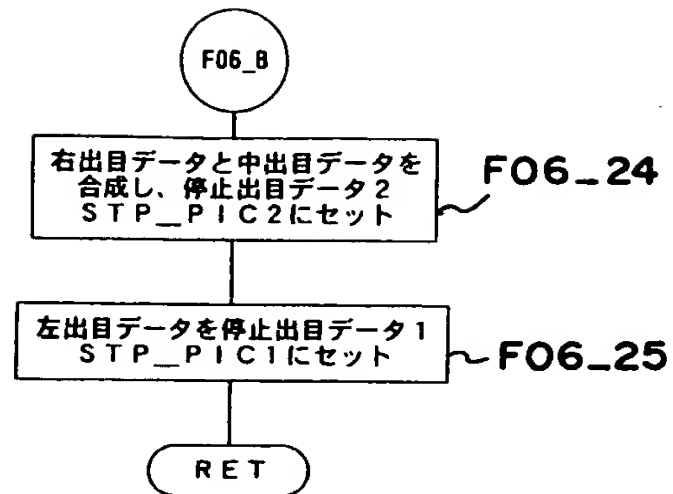 F06_B
右出目データと中出目データを
合成し、停止出目データ2
STP_PIC2にセット
F06_24
左出目データを停止出目データ1
STP_PIC1にセット
F06_25
RET